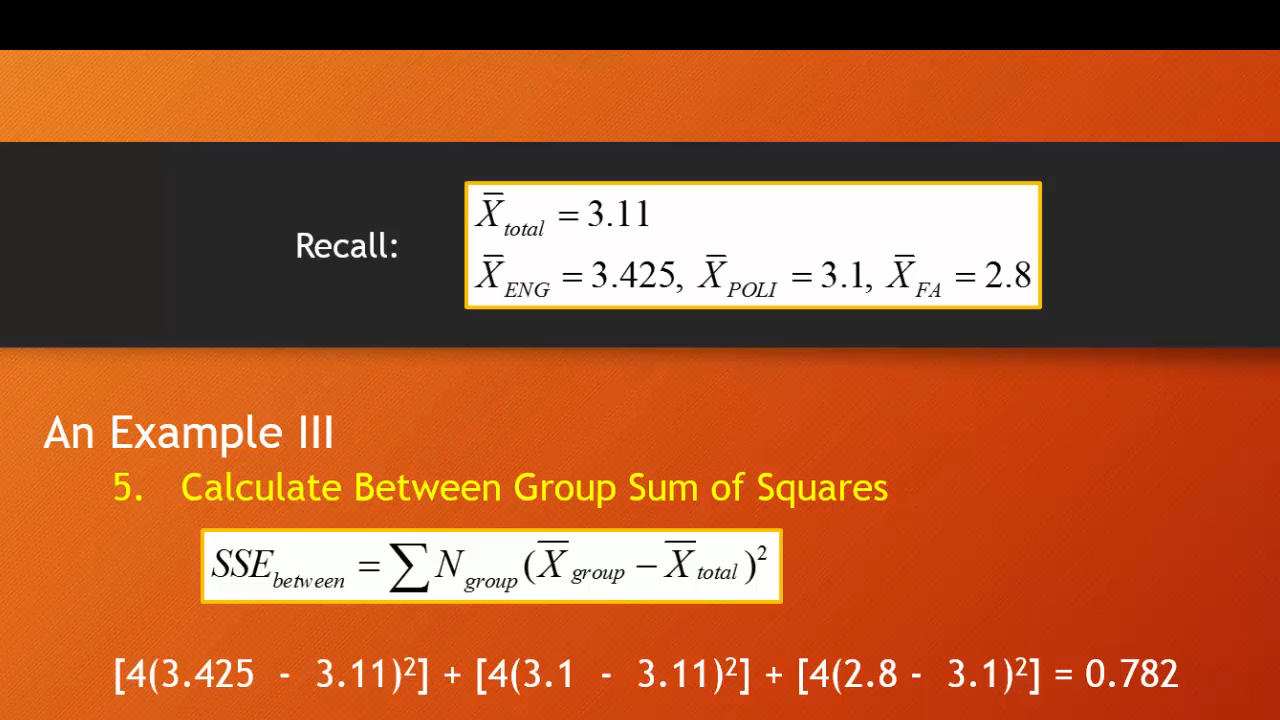 Recall:
X̄total = 3.11
X̄ENG = 3.425, X̄POLI = 3.1, X̄FA = 2.8
An Example III
5. Calculate Between Group Sum of Squares
SSEbetween = ∑ Ngroup (X̄group − X̄total)²
[4(3.425 - 3.11)²] + [4(3.1 - 3.11)²] + [4(2.8 - 3.1)²] = 0.782